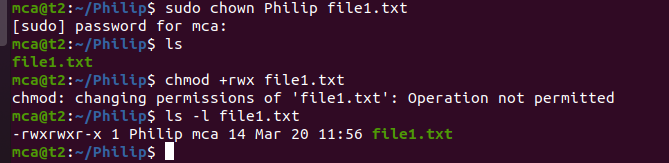 mca@t2:~/Philip$ sudo chown Philip file1.txt
[sudo] password for mca:
mca@t2:~/Philip$ ls
file1.txt
mca@t2:~/Philip$ chmod +rwx file1.txt
chmod: changing permissions of 'file1.txt': Operation not permitted
mca@t2:~/Philip$ ls -l file1.txt
-rwxrwxr-x 1 Philip mca 14 Mar 20 11:56 file1.txt
mca@t2:~/Philip$